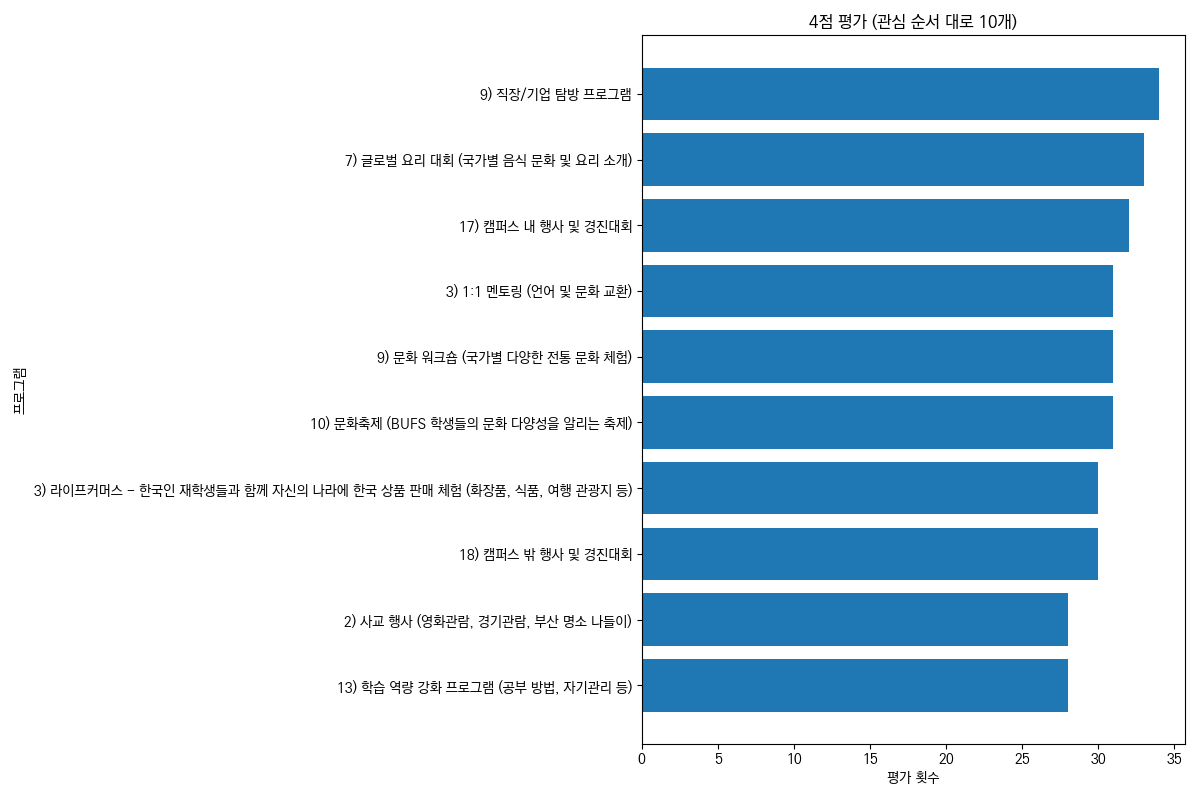 4점 평가 (관심 순서 대로 10개)
9) 직장/기업 탐방 프로그램
7) 글로벌 요리 대회 (국가별 음식 문화 및 요리 소개)
17) 캠퍼스 내 행사 및 경진대회
3) 1:1 멘토링 (언어 및 문화 교환)
9) 문화 워크숍 (국가별 다양한 전통 문화 체험)
10) 문화축제 (BUFS 학생들의 문화 다양성을 알리는 축제)
3) 라이프커머스 - 한국인 재학생들과 함께 자신의 나라에 한국 상품 판매 체험 (화장품, 식품, 여행 관광지 등)
18) 캠퍼스 밖 행사 및 경진대회
2) 사교 행사 (영화관람, 경기관람, 부산 명소 나들이)
13) 학습 역량 강화 프로그램 (공부 방법, 자기관리 등)
프로그램
0 5 10 15 20 25 30 35
평가 횟수